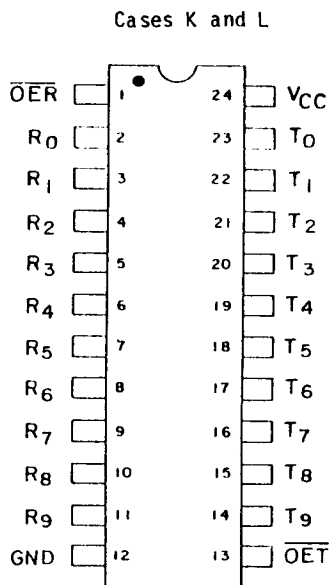 Cases K and L
O̅E̅R̅ 1 24 VCC
R0 2 23 T0
R1 3 22 T1
R2 4 21 T2
R3 5 20 T3
R4 6 19 T4
R5 7 18 T5
R6 8 17 T6
R7 9 16 T7
R8 10 15 T8
R9 11 14 T9
GND 12 13 O̅E̅T̅